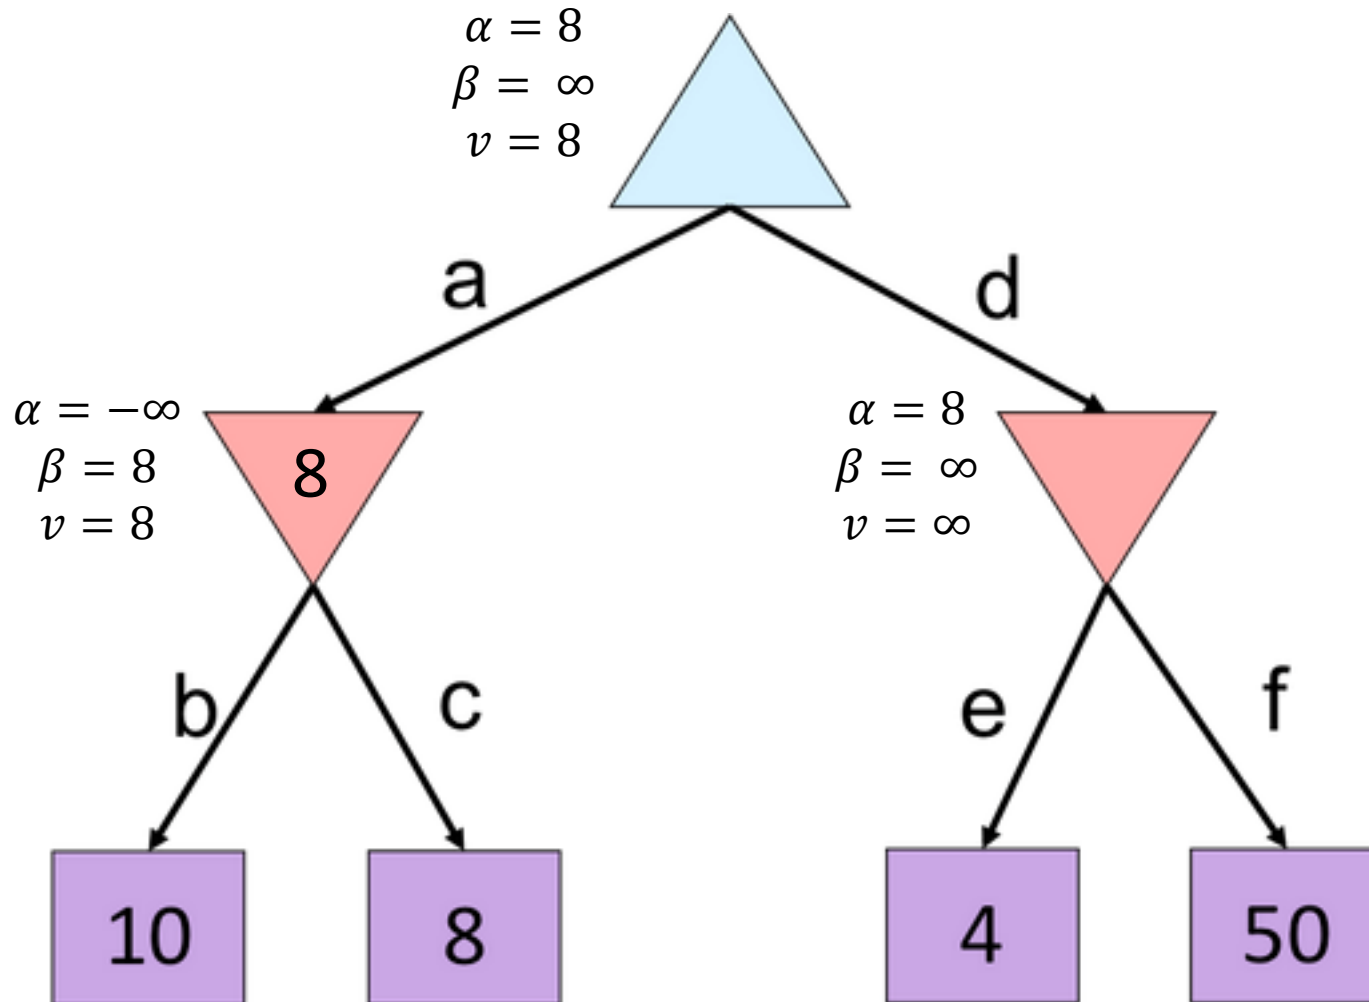 α = 8
β = ∞
v = 8
a
d
α = −∞
β = 8
v = 8
8
α = 8
β = ∞
v = ∞
b
c
e
f
10
8
4
50